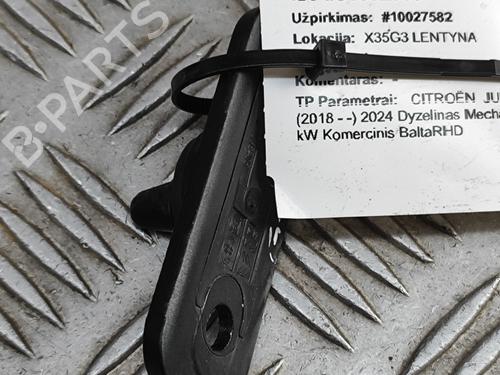 Užpirkimas: #10027582
Lokacija: X35G3 LENTYNA
Komentaras: -
TP Parametrai: CITROËN JU
(2018 - -) 2024 Dyzelinas Mecha
kW Komercinis BaltaRHD
B-PARTS